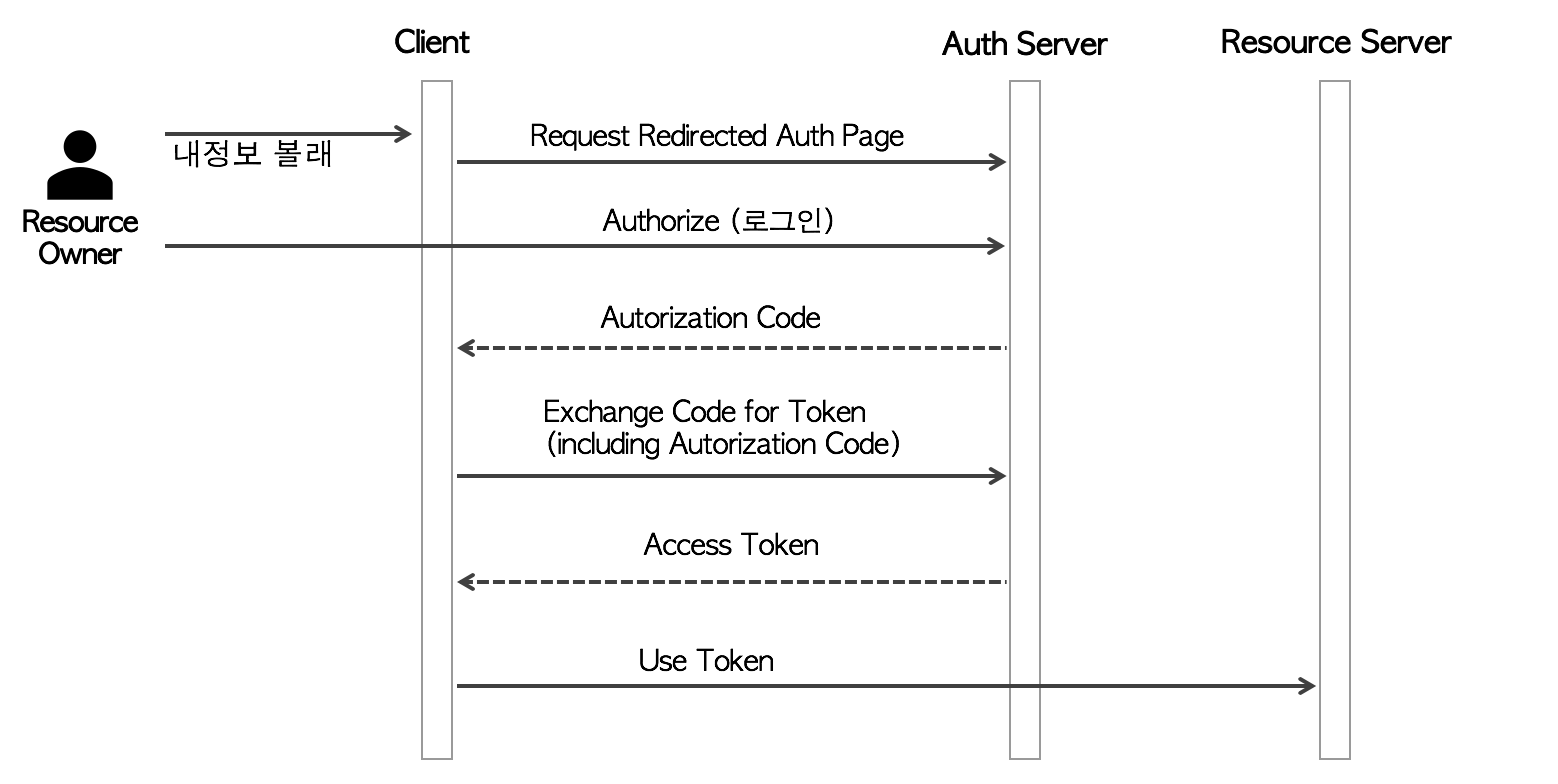 Client
Auth Server
Resource Server
내정보 볼래
Request Redirected Auth Page
Resource
Owner
Authorize (로그인)
Autorization Code
Exchange Code for Token
(including Autorization Code)
Access Token
Use Token